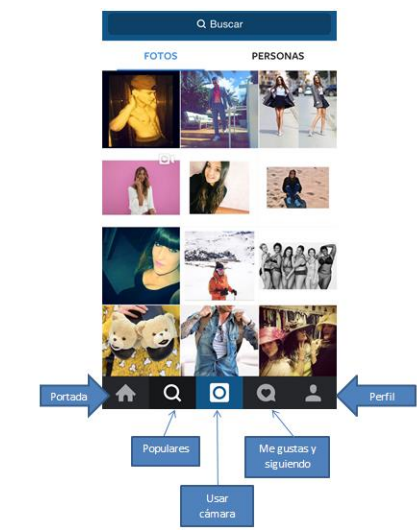 Buscar
FOTOS
PERSONAS
Portada
Perfil
Populares
Me gustas y
siguiendo
Usar
cámara